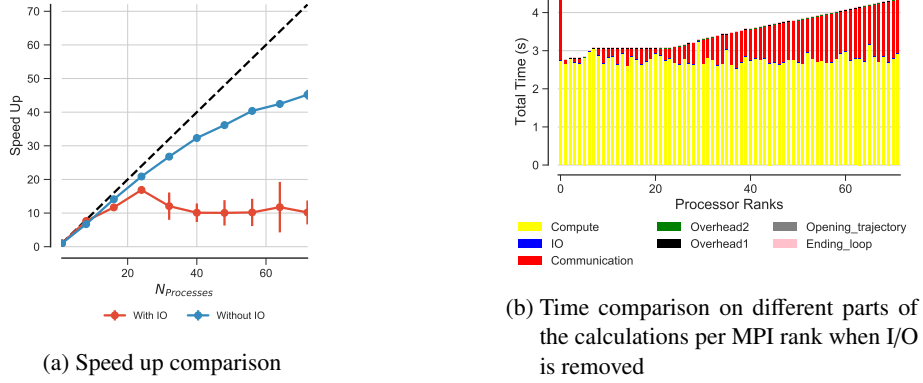 70
60
50
40
30
20
10
0
Speed Up
20
40
60
N_Processes
With IO
Without IO
(a) Speed up comparison
4
3
2
1
0
Total Time (s)
0
20
40
60
Processor Ranks
Compute
IO
Communication
Overhead2
Overhead1
Opening_trajectory
Ending_loop
(b) Time comparison on different parts of
the calculations per MPI rank when I/O
is removed